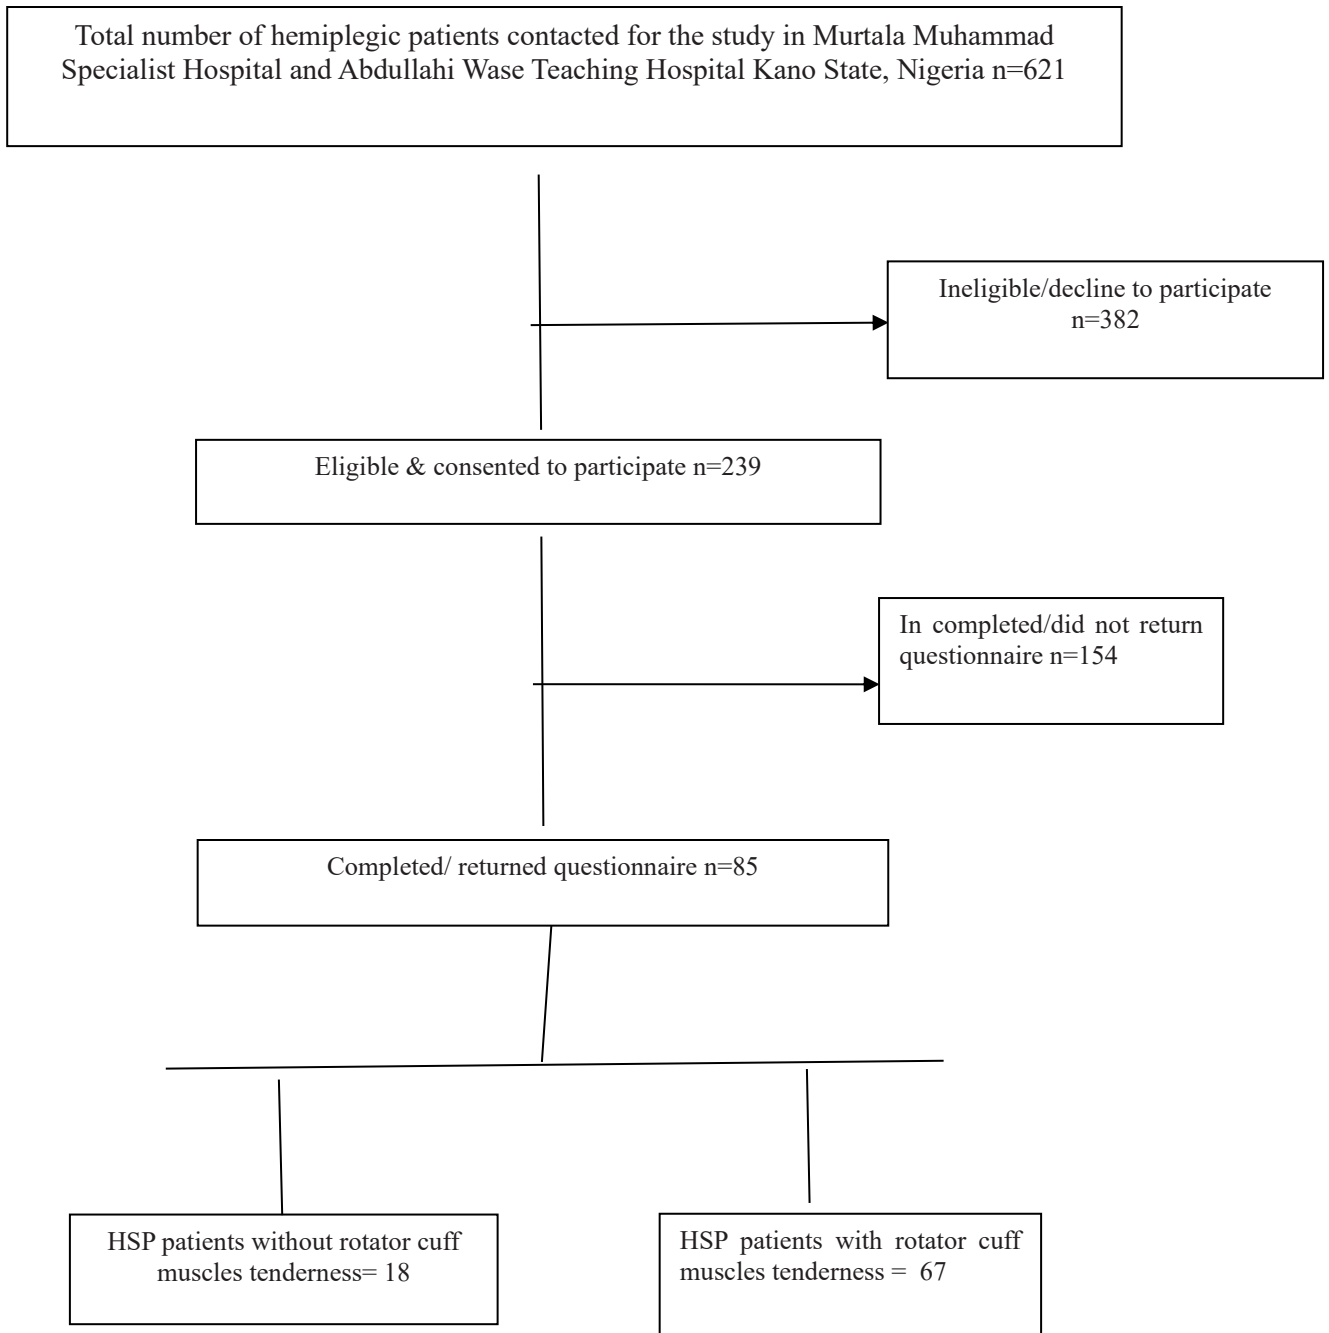 Total number of hemiplegic patients contacted for the study in Murtala Muhammad
Specialist Hospital and Abdullahi Wase Teaching Hospital Kano State, Nigeria n=621
Ineligible/decline to participate
n=382
Eligible & consented to participate n=239
In completed/did not return
questionnaire n=154
Completed/ returned questionnaire n=85
HSP patients without rotator cuff
muscles tenderness= 18
HSP patients with rotator cuff
muscles tenderness = 67